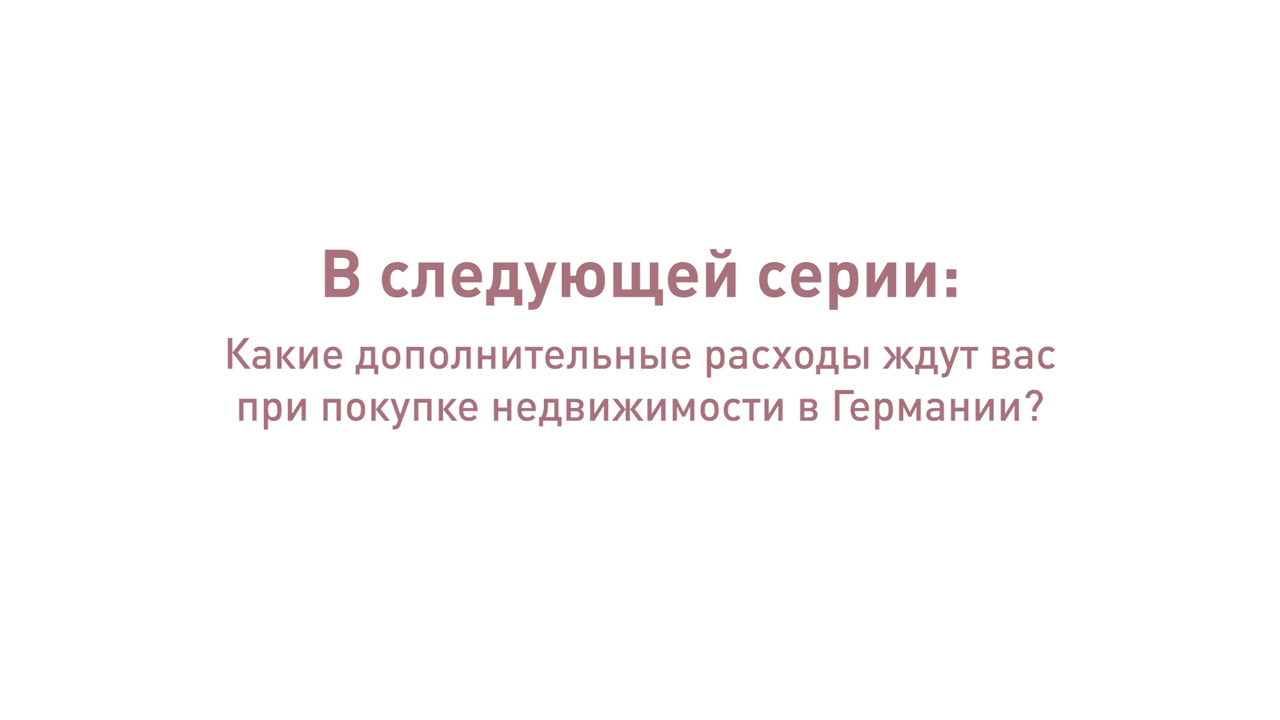 В следующей серии:
Какие дополнительные расходы ждут вас
при покупке недвижимости в Германии?